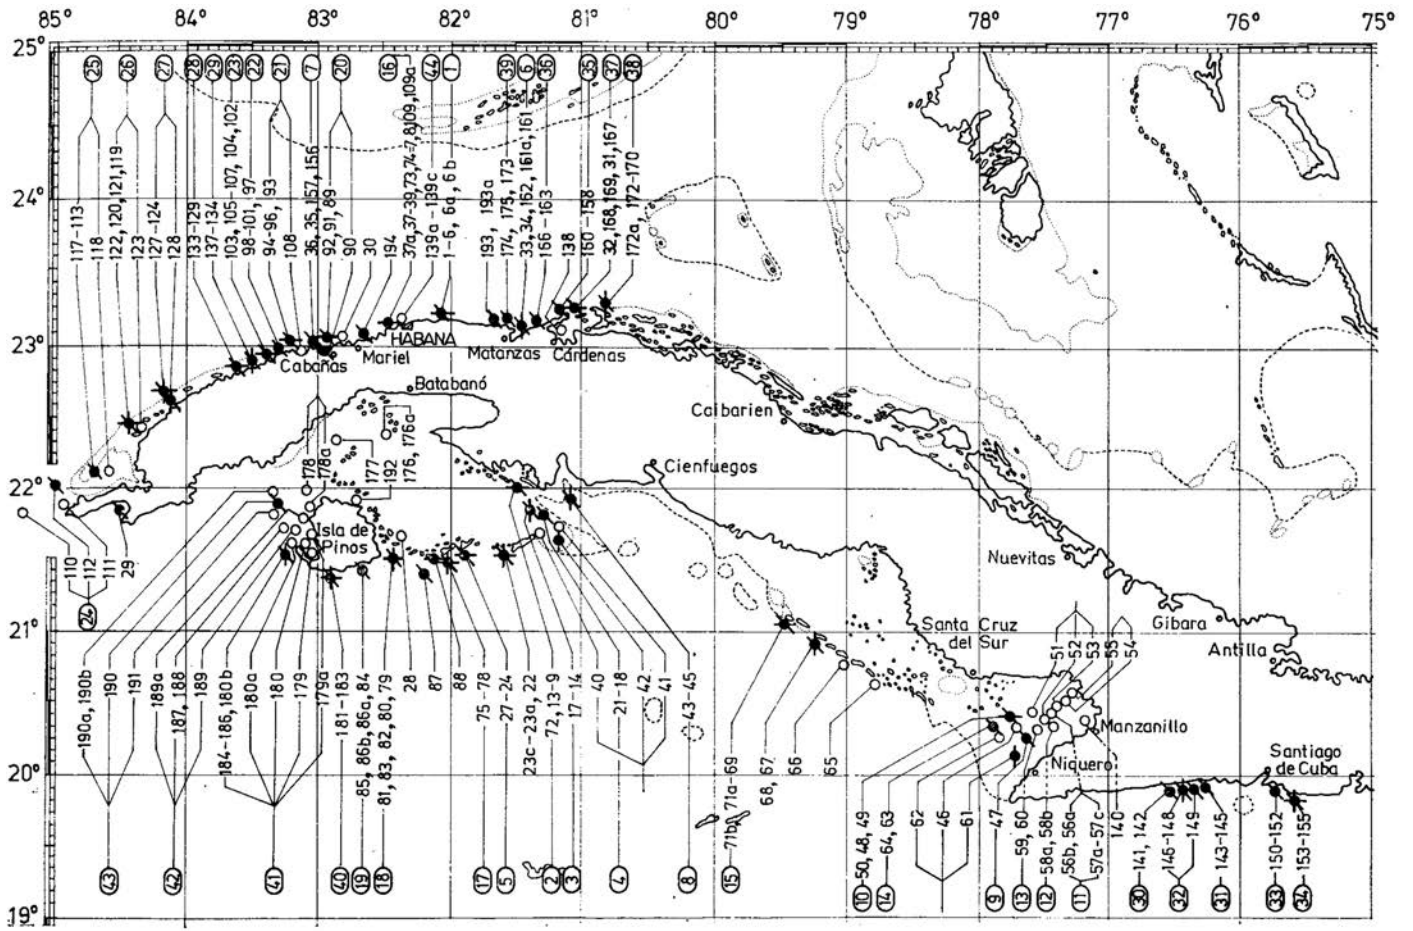 85° 84° 83° 82° 81° 80° 79° 78° 77° 76° 75°
25°
24°
23°
22°
21°
20°
19°
25 26 27 28 29 23 22 21 7 20 16 44 1 39 6 36 35 37 38
117-113
118
122, 120, 121, 119
123
127-124
128
133-129
137-134
103, 105-107, 104, 102
98-101, 97
94-96, 93
108
36, 35, 157, 156
92, 91, 89
90
30
194
139a-139c
1-6, 6a, 6b
193, 193a
174, 175, 173
33, 34, 162, 161a, 161
166-163
138
160-158
32, 168, 169, 31, 167
172a, 172-170
HABANA
Mariel
Cabañas
Matanzas
Cárdenas
Batabanó
Caibarien
Cienfuegos
Isla de
Pinos
Nuevitas
Gibara
Antilla
Santa Cruz
del Sur
Manzanillo
Niquero
Santiago
de Cuba
178
178a
177
192
176, 176a
110
112
111
29
24
190a, 190b
190
191
189a
187, 188
189
184-186, 180b
180a
180
179
179a
181-183
85, 86b, 86a, 84
81, 83, 82, 80, 79
28
87
88
75-78
27-24
23c-23a, 22
72, 13-9
17-14
40
21-18
42
41
43-45
71b, 71a-69
68, 67
66
65
50, 48, 49
64, 63
62
46
61
47
59, 60
58a, 58b
56b, 56a
57a-57c
140
51
52
53
55
54
141, 142
146-148
149
143-145
150-152
153-155
43 42 41 40 19 18 17 5 2 3 4 8 15 10 14 9 13 12 11 30 32 31 33 34